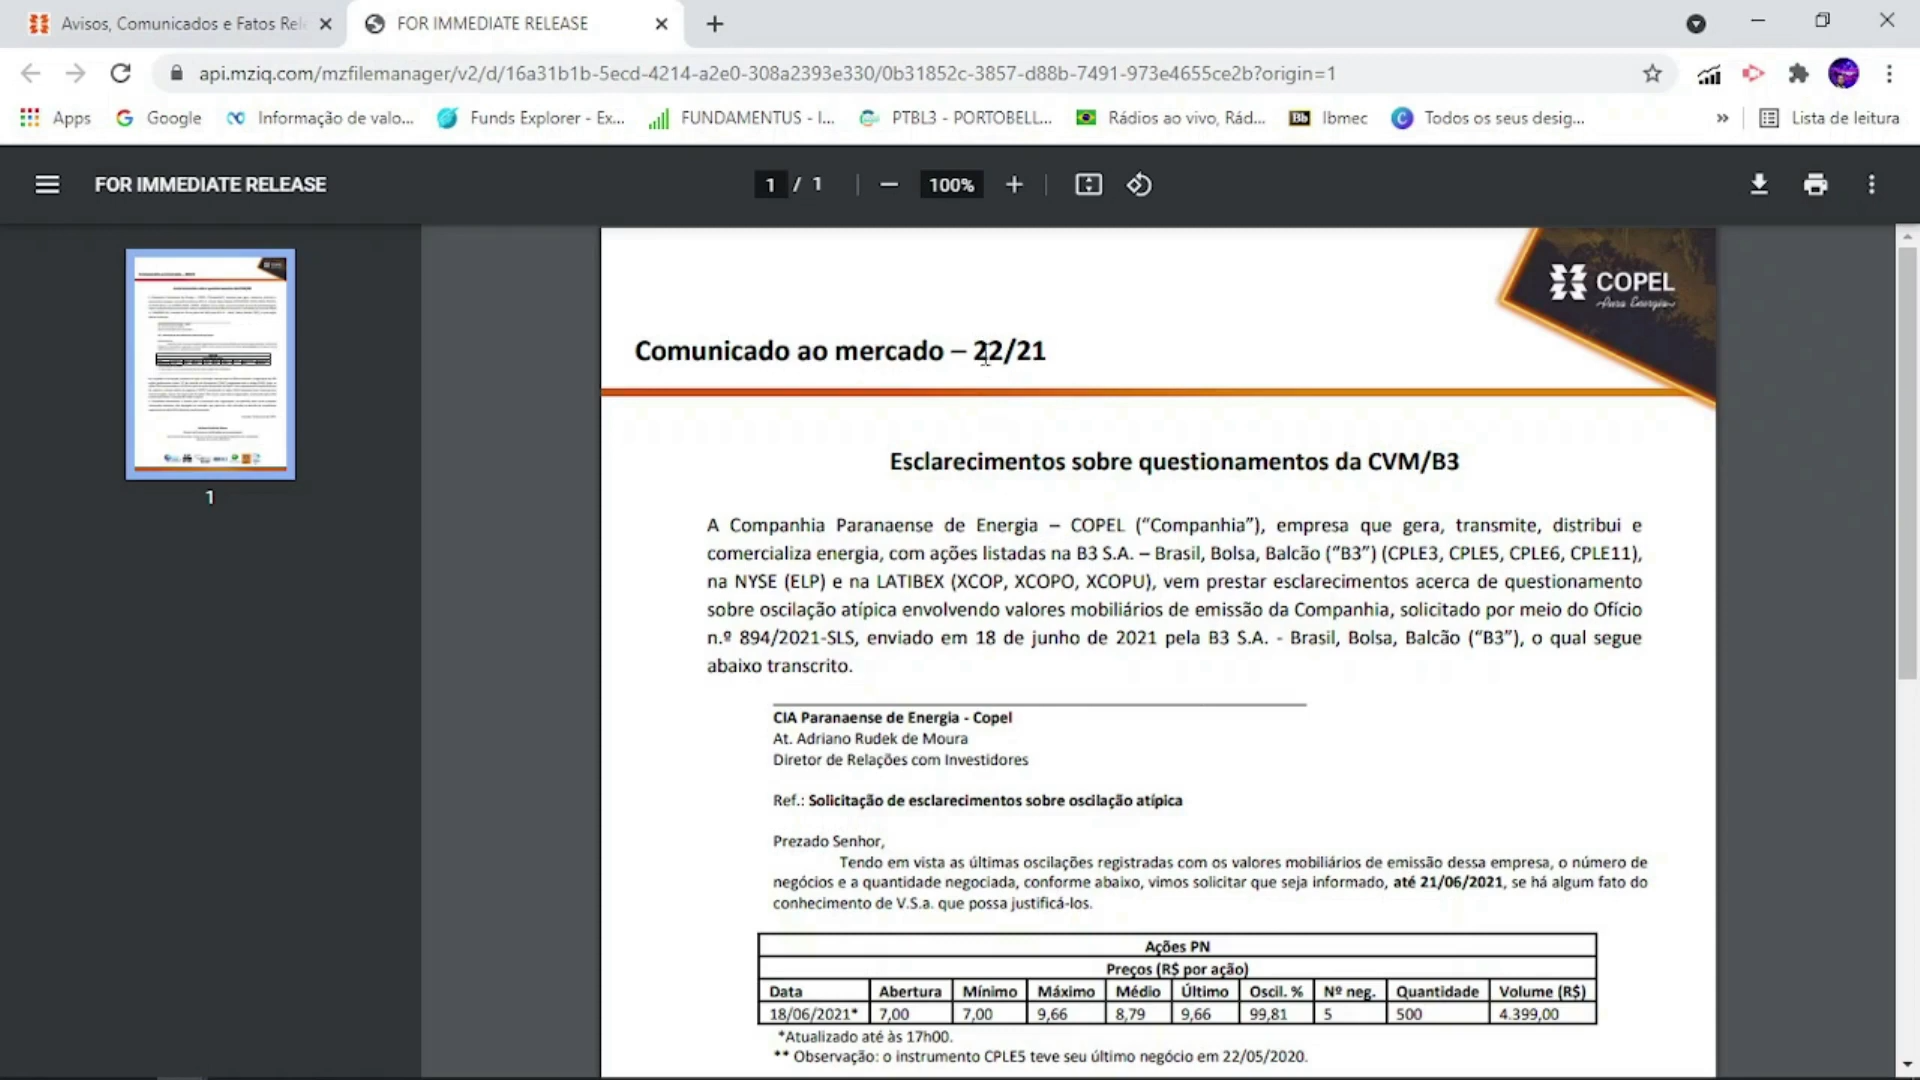 Avisos, Comunicados e Fatos Rel
FOR IMMEDIATE RELEASE
api.mziq.com/mzfilemanager/v2/d/16a31b1b-5ecd-4214-a2e0-308a2393e330/0b31852c-3857-d88b-7491-973e4655ce2b?origin=1
Apps Google Informação de valo... Funds Explorer - Ex... FUNDAMENTUS - I... PTBL3 - PORTOBELL... Rádios ao vivo, Rád... Bb Ibmec C Todos os seus desig... » Lista de leitura
FOR IMMEDIATE RELEASE 1 / 1 100%
1
COPEL
Pura Energia
Comunicado ao mercado – 22/21
Esclarecimentos sobre questionamentos da CVM/B3
A Companhia Paranaense de Energia – COPEL (“Companhia”), empresa que gera, transmite, distribui e
comercializa energia, com ações listadas na B3 S.A. – Brasil, Bolsa, Balcão (“B3”) (CPLE3, CPLE5, CPLE6, CPLE11),
na NYSE (ELP) e na LATIBEX (XCOP, XCOPO, XCOPU), vem prestar esclarecimentos acerca de questionamento
sobre oscilação atípica envolvendo valores mobiliários de emissão da Companhia, solicitado por meio do Ofício
n.º 894/2021-SLS, enviado em 18 de junho de 2021 pela B3 S.A. - Brasil, Bolsa, Balcão (“B3”), o qual segue
abaixo transcrito.
CIA Paranaense de Energia - Copel
At. Adriano Rudek de Moura
Diretor de Relações com Investidores
Ref.: Solicitação de esclarecimentos sobre oscilação atípica
Prezado Senhor,
Tendo em vista as últimas oscilações registradas com os valores mobiliários de emissão dessa empresa, o número de
negócios e a quantidade negociada, conforme abaixo, vimos solicitar que seja informado, até 21/06/2021, se há algum fato do
conhecimento de V.S.a. que possa justificá-los.
Ações PN
Preços (R$ por ação)
Data Abertura Mínimo Máximo Médio Último Oscil. % Nº neg. Quantidade Volume (R$)
18/06/2021* 7,00 7,00 9,66 8,79 9,66 99,81 5 500 4.399,00
*Atualizado até às 17h00.
** Observação: o instrumento CPLE5 teve seu último negócio em 22/05/2020.